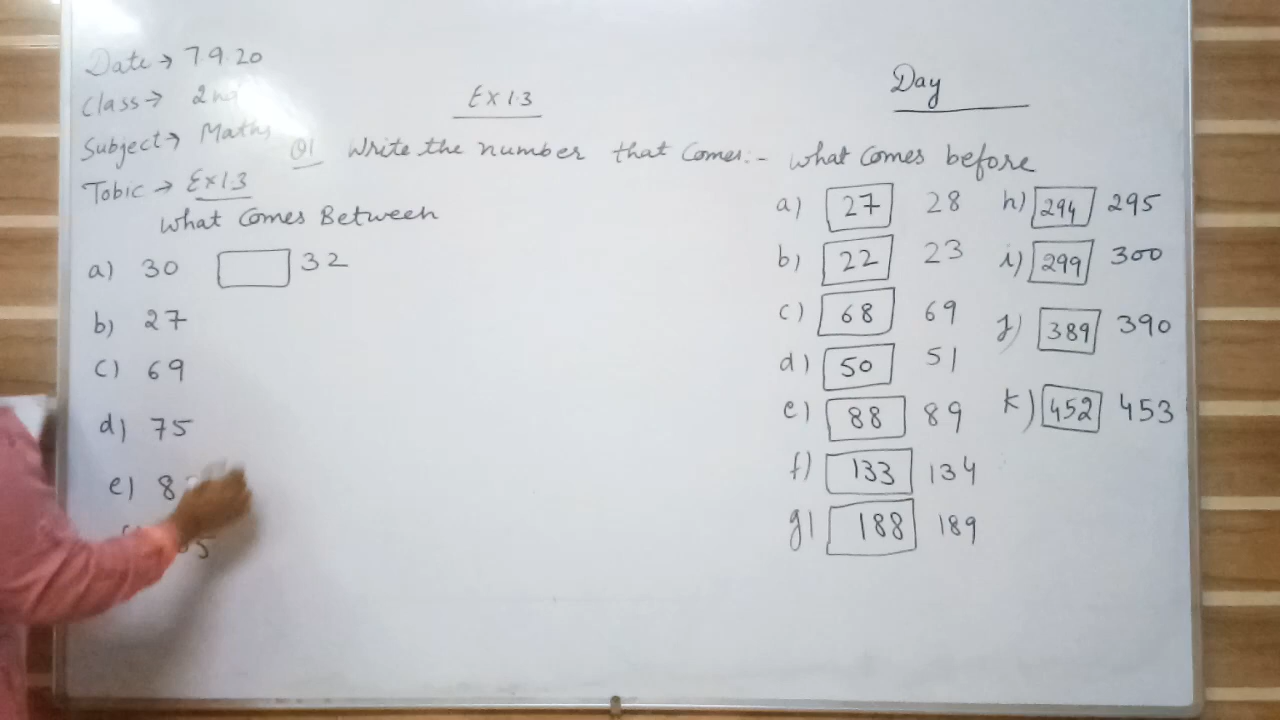 Date → 7 9.20
Class → 2nd
Subject → Maths
Tobic → Ex 1.3
Ex 1.3
Day
Q1 Write the number that Comes:- what comes before
What Comes Between
a) 30 32
b) 27
c) 69
d) 75
e) 8
a) 27 28
b) 22 23
c) 68 69
d) 50 51
e) 88 89
f) 133 134
g) 188 189
h) 294 295
i) 299 300
j) 389 390
k) 452 453